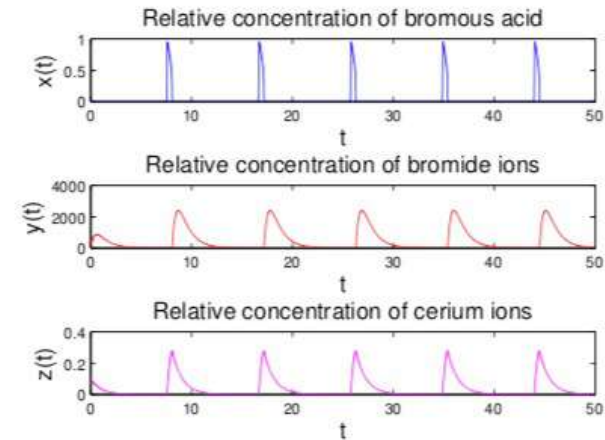 Relative concentration of bromous acid
1
0.5
0
x(t)
0 10 20 30 40 50
t
Relative concentration of bromide ions
4000
2000
0
y(t)
0 10 20 30 40 50
t
Relative concentration of cerium ions
0.4
0.2
0
z(t)
0 10 20 30 40 50
t